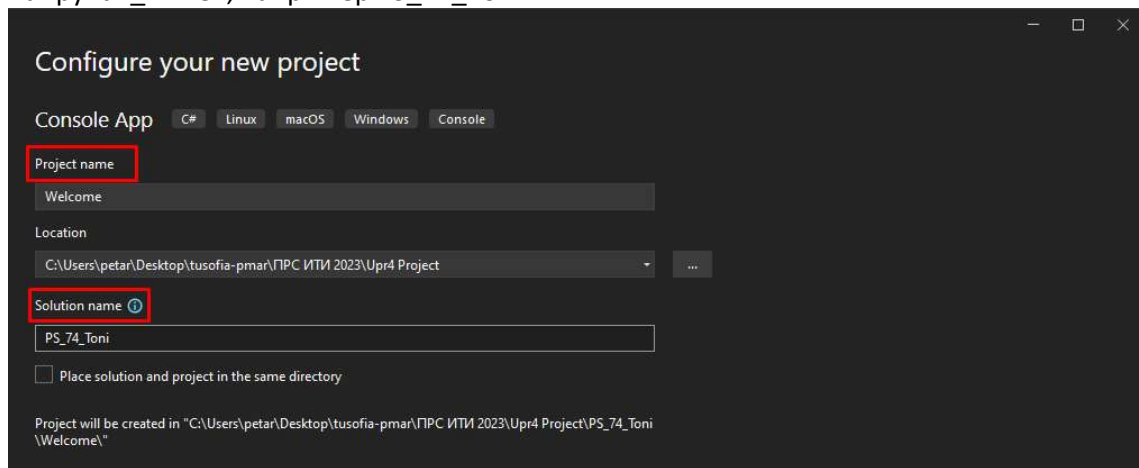 Configure your new project
Console App C# Linux macOS Windows Console
Project name
Welcome
Location
C:\Users\petar\Desktop\tusofia-pmar\ПРС ИТИ 2023\Upr4 Project
...
Solution name
PS_74_Toni
Place solution and project in the same directory
Project will be created in "C:\Users\petar\Desktop\tusofia-pmar\ПРС ИТИ 2023\Upr4 Project\PS_74_Toni
\Welcome\"